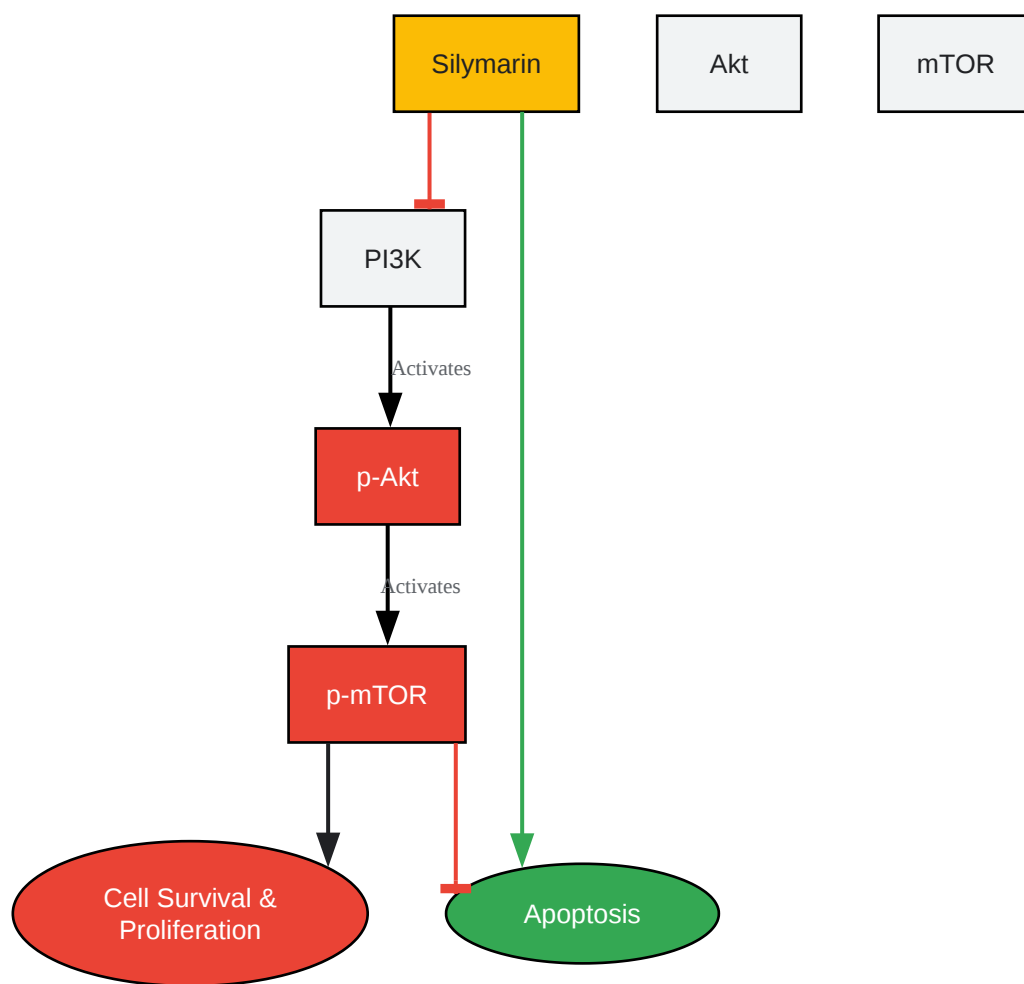 Silymarin
Akt
mTOR
PI3K
Activates
p-Akt
Activates
p-mTOR
Cell Survival &
Proliferation
Apoptosis